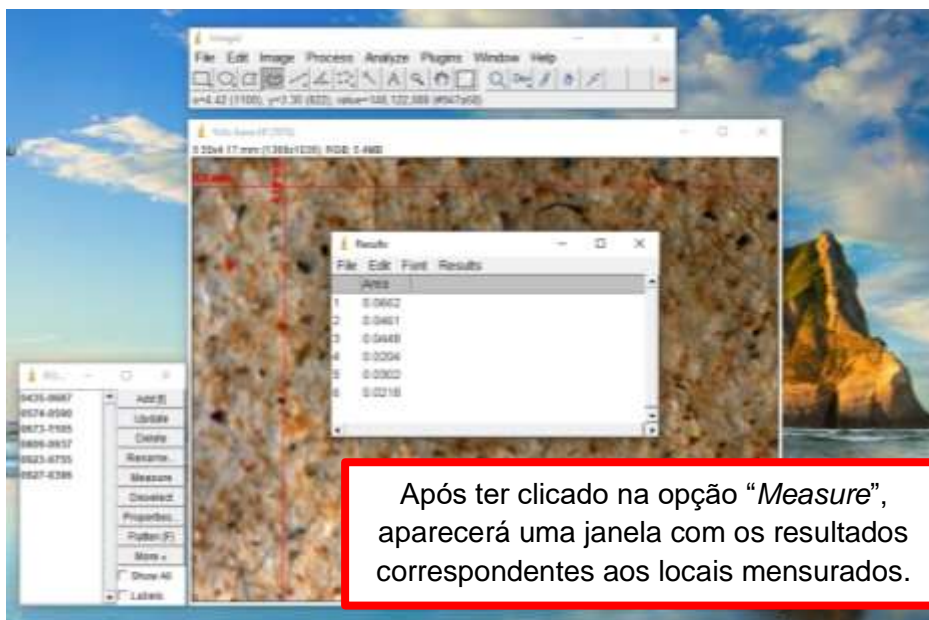 ImageJ
File Edit Image Process Analyze Plugins Window Help
Results
File Edit Font Results
Area
1 0.0662
2 0.0461
3 0.0448
4
5 0.0302
6 0.0218
Add [t]
Update
Delete
Rename...
Measure
Deselect
Properties...
Flatten [F]
More »
Show All
Labels
Após ter clicado na opção “Measure”,
aparecerá uma janela com os resultados
correspondentes aos locais mensurados.